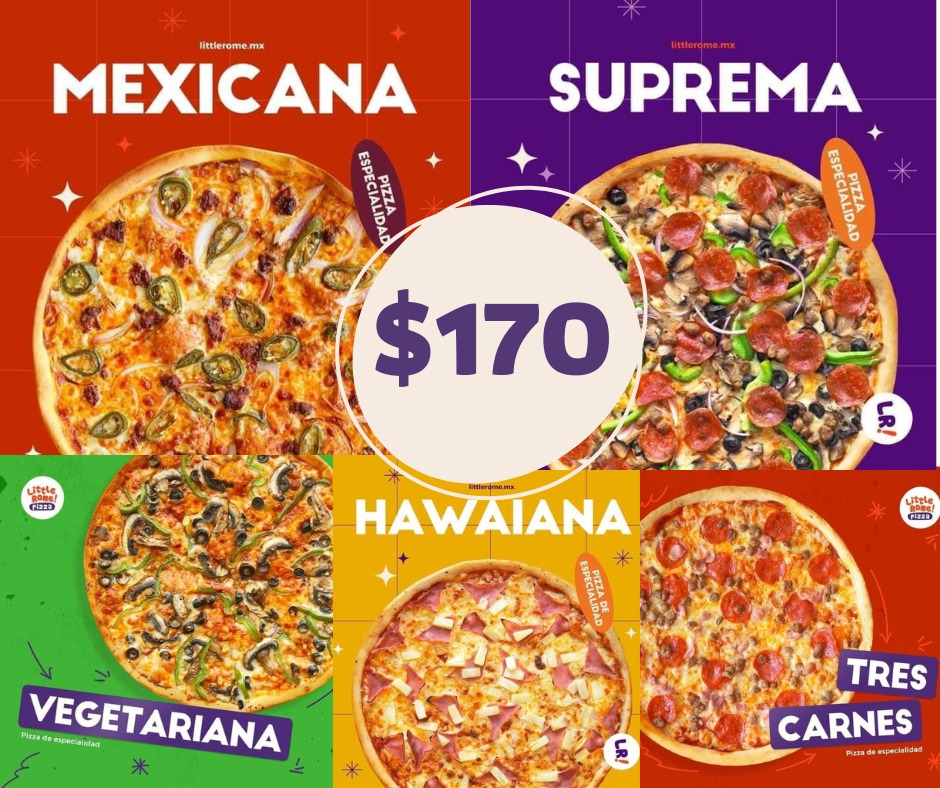 littlerome.mx
MEXICANA
PIZZA
ESPECIALIDAD
littlerome.mx
SUPREMA
PIZZA
ESPECIALIDAD
$170
LR!
Little
Rome!
Pizza
VEGETARIANA
Pizza de especialidad
littlerome.mx
HAWAIANA
PIZZA DE
ESPECIALIDAD
LR!
Little
Rome!
Pizza
TRES
CARNES
Pizza de especialidad